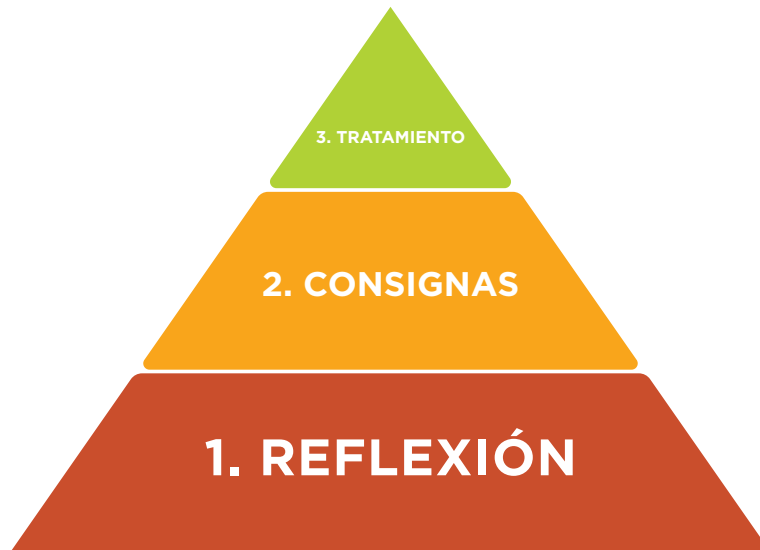 3. TRATAMIENTO
2. CONSIGNAS
1. REFLEXIÓN